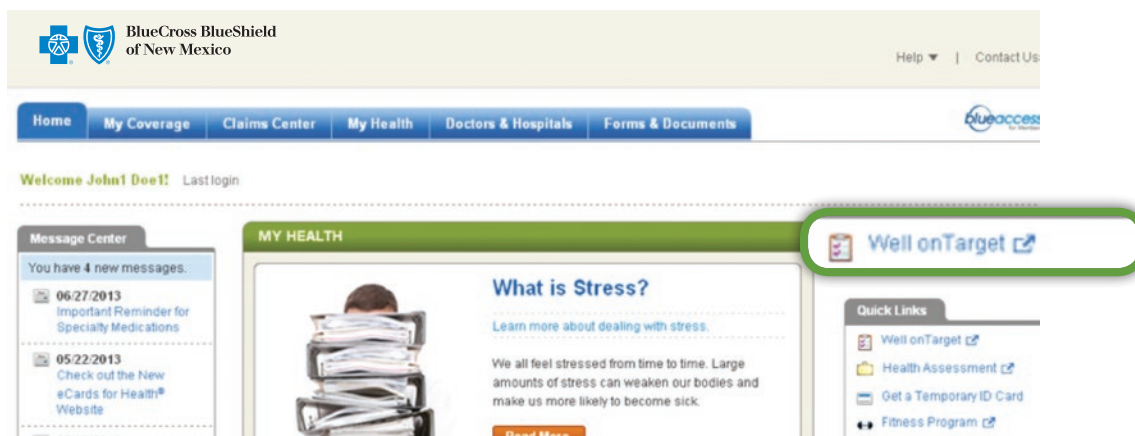 BlueCross BlueShield
of New Mexico
Help | Contact Us
Home My Coverage Claims Center My Health Doctors & Hospitals Forms & Documents
blueaccess
Welcome John1 Doe1! Last login
Message Center
You have 4 new messages.
06/27/2013
Important Reminder for
Specialty Medications
05/22/2013
Check out the New
eCards for Health®
Website
MY HEALTH
What is Stress?
Learn more about dealing with stress.
We all feel stressed from time to time. Large
amounts of stress can weaken our bodies and
make us more likely to become sick.
Read More
Well onTarget
Quick Links
Well onTarget
Health Assessment
Get a Temporary ID Card
Fitness Program